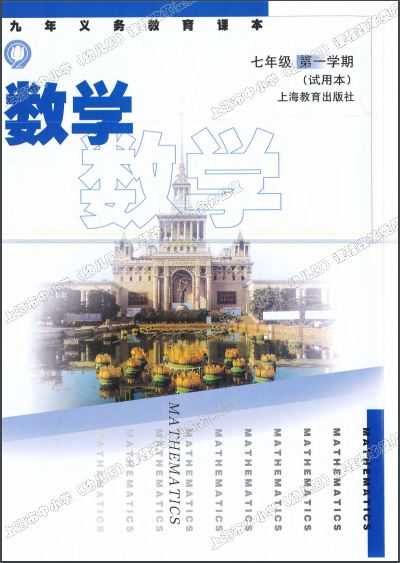 九年义务教育课本
七年级 第一学期
(试用本)
上海教育出版社
数学
数学
MATHEMATICS
MATHEMATICS
MATHEMATICS
MATHEMATICS
MATHEMATICS
MATHEMATICS
MATHEMATICS
MATHEMATICS
MATHEMATICS
MATHEMATICS
MATHEMATICS